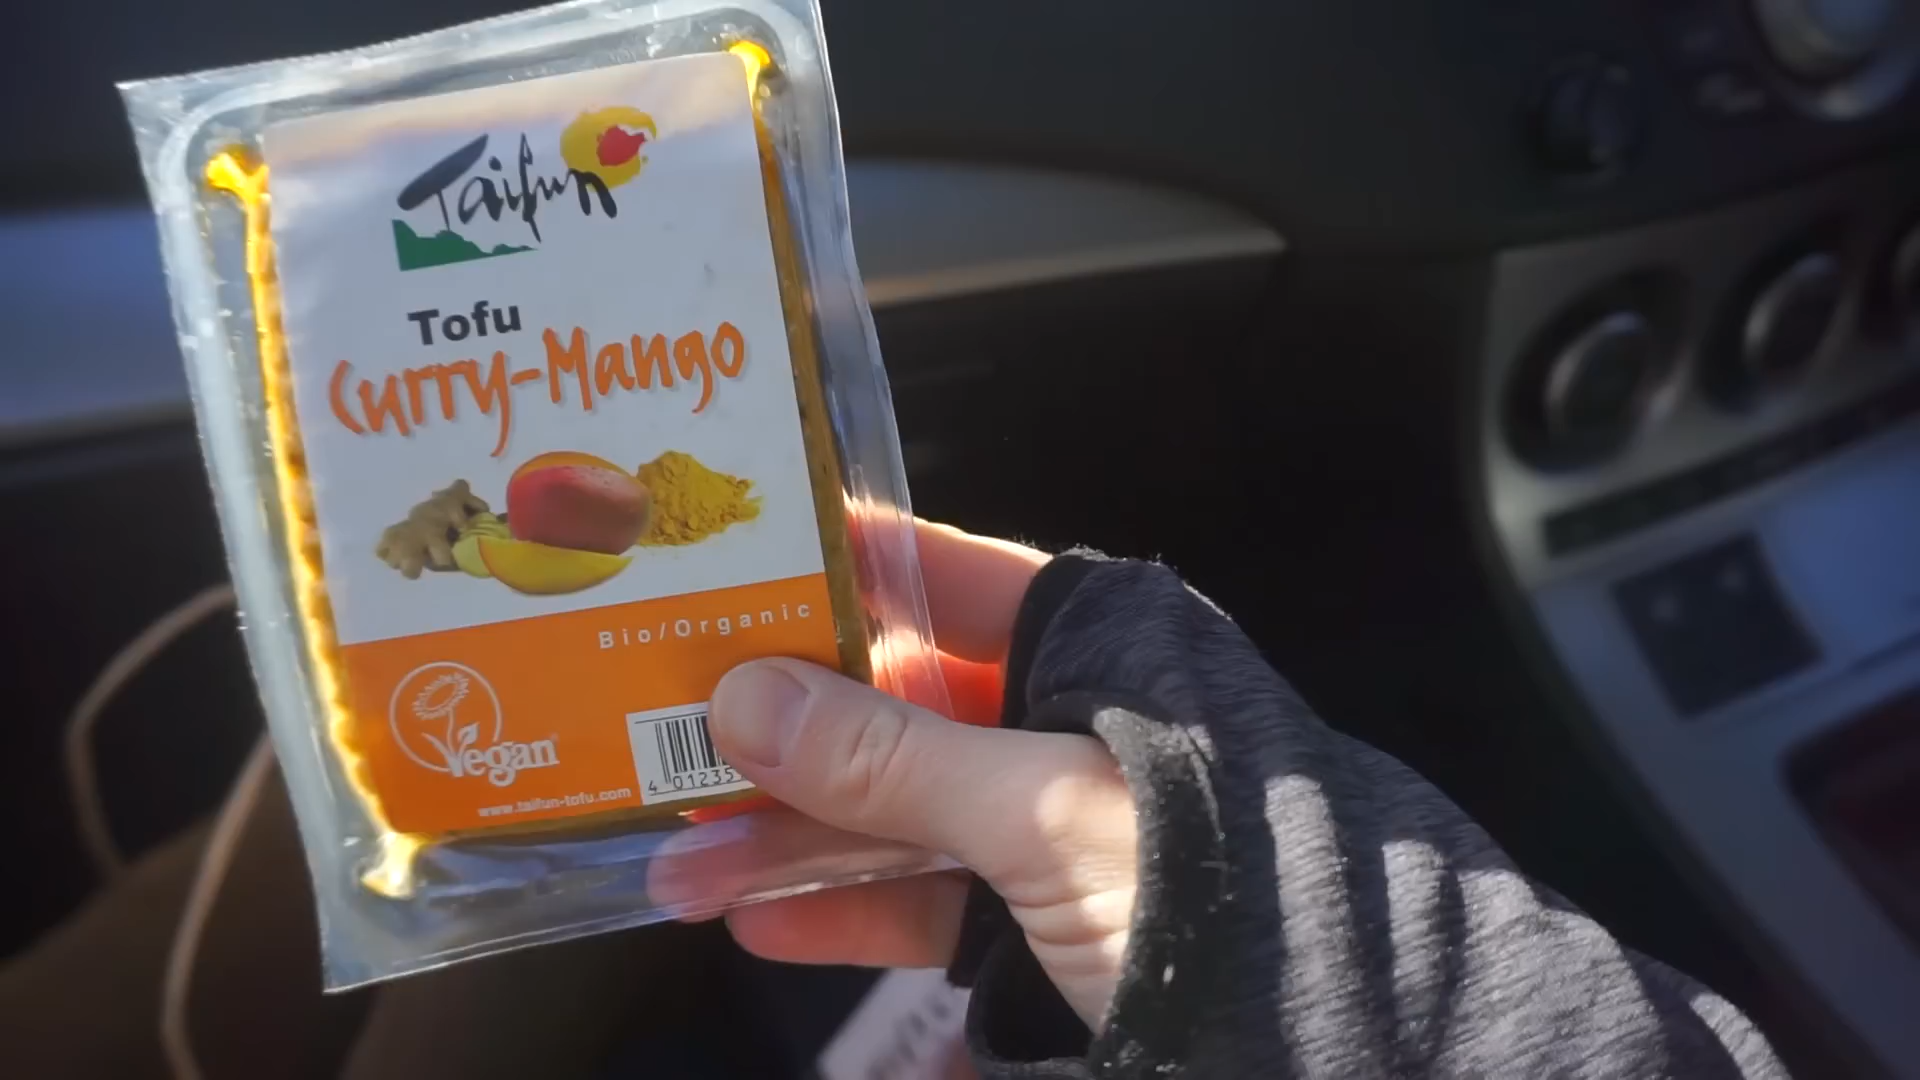 Taifun
Tofu
Curry-Mango
Bio/Organic
Vegan
4 01235
www.taifun-tofu.com